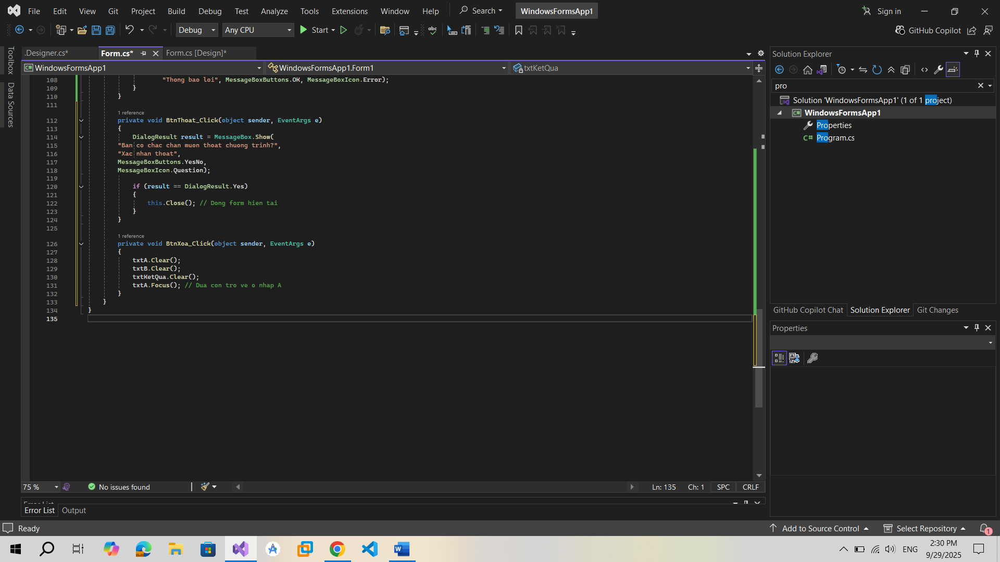 File Edit View Git Project Build Debug Test Analyze Tools Extensions Window Help Search WindowsFormsApp1 Sign in
Debug Any CPU Start abc GitHub Copilot
Toolbox
Data Sources
.Designer.cs* Form.cs* Form.cs [Design]*
C# WindowsFormsApp1 WindowsFormsApp1.Form1 txtKetQua
108 "Thong bao loi", MessageBoxButtons.OK, MessageBoxIcon.Error);
109 }
110 }
111
1 reference
112 private void BtnThoat_Click(object sender, EventArgs e)
113 {
114 DialogResult result = MessageBox.Show(
115 "Ban co chac chan muon thoat chuong trinh?",
116 "Xac nhan thoat",
117 MessageBoxButtons.YesNo,
118 MessageBoxIcon.Question);
119
120 if (result == DialogResult.Yes)
121 {
122 this.Close(); // Dong form hien tai
123 }
124 }
125
1 reference
126 private void BtnXoa_Click(object sender, EventArgs e)
127 {
128 txtA.Clear();
129 txtB.Clear();
130 txtKetQua.Clear();
131 txtA.Focus(); // Dua con tro ve o nhap A
132 }
133 }
134 }
135
75 % No issues found Ln: 135 Ch: 1 SPC CRLF
Error List
Error List Output
Solution Explorer
pro
Solution 'WindowsFormsApp1' (1 of 1 project)
C# WindowsFormsApp1
Properties
C# Program.cs
GitHub Copilot Chat Solution Explorer Git Changes
Properties
Ready Add to Source Control Select Repository 1
ENG 2:30 PM
9/29/2025